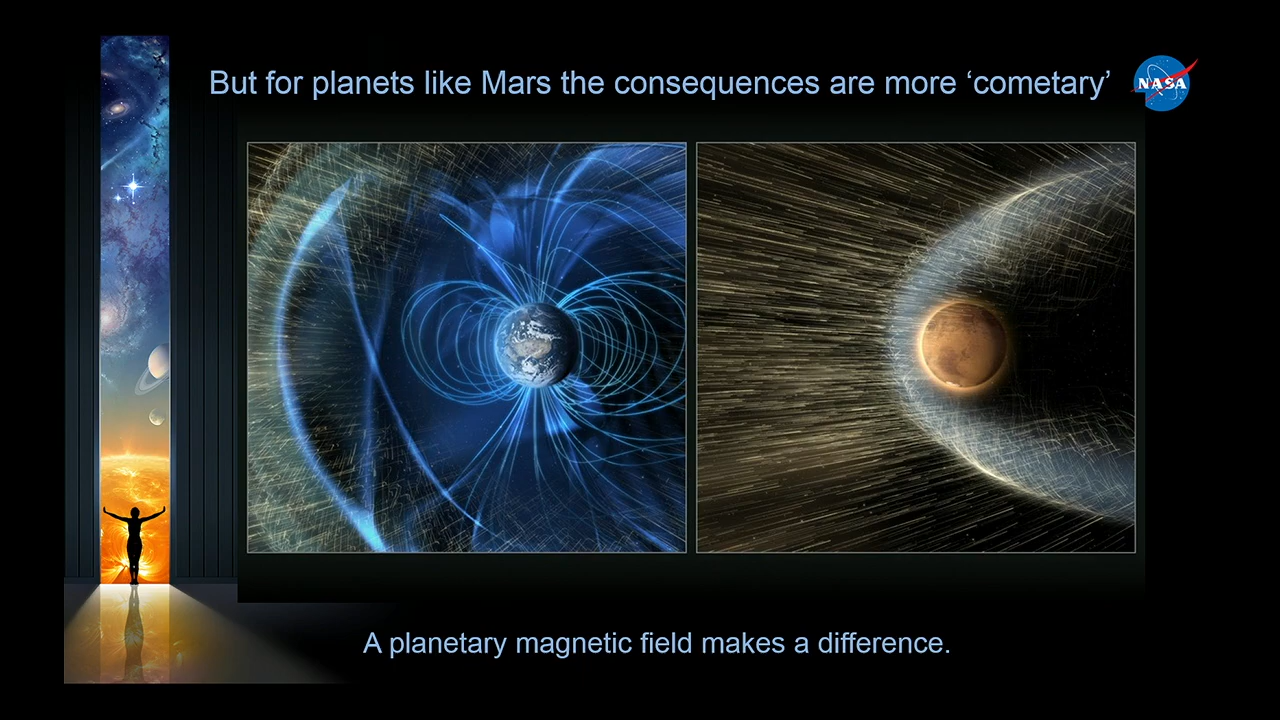 But for planets like Mars the consequences are more ‘cometary’
NASA
A planetary magnetic field makes a difference.